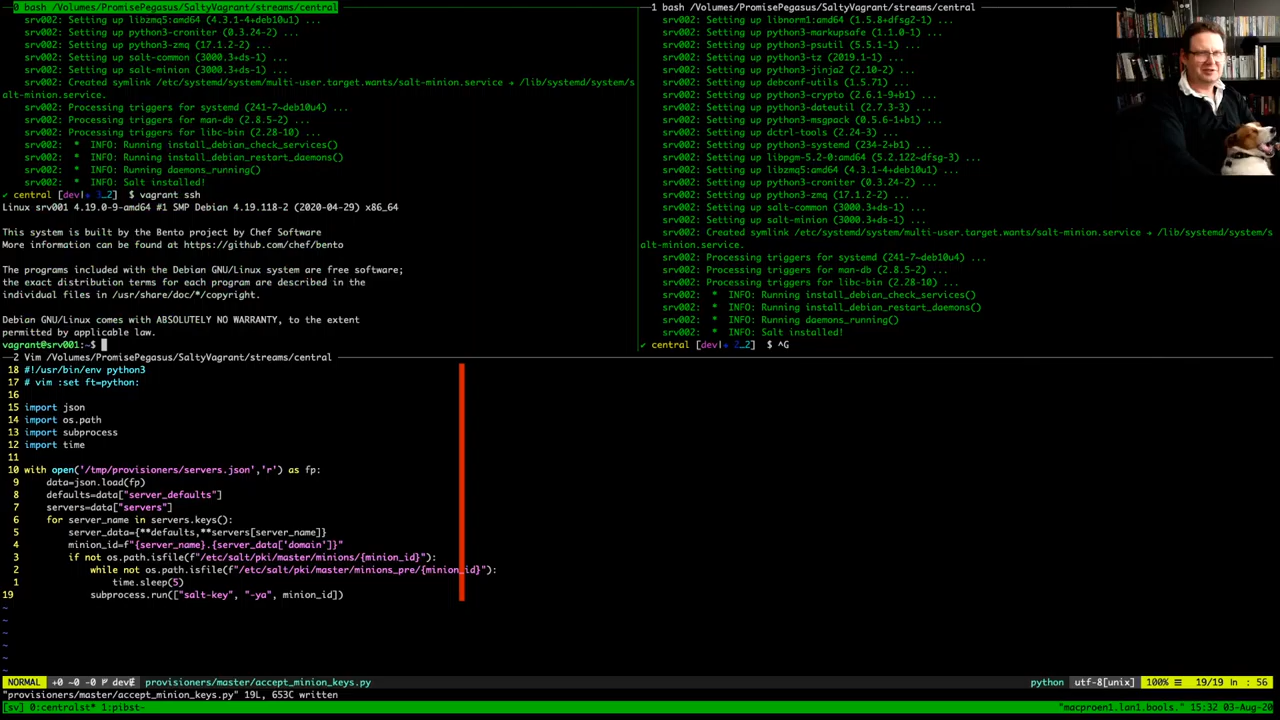 0 bash /Volumes/PromisePegasus/SaltyVagrant/streams/central
srv002: Setting up libzmq5:amd64 (4.3.1-4+deb10u1) ...
srv002: Setting up python3-croniter (0.3.24-2) ...
srv002: Setting up python3-zmq (17.1.2-2) ...
srv002: Setting up salt-common (3000.3+ds-1) ...
srv002: Setting up salt-minion (3000.3+ds-1) ...
srv002: Created symlink /etc/systemd/system/multi-user.target.wants/salt-minion.service → /lib/systemd/system/s
alt-minion.service.
srv002: Processing triggers for systemd (241-7~deb10u4) ...
srv002: Processing triggers for man-db (2.8.5-2) ...
srv002: Processing triggers for libc-bin (2.28-10) ...
srv002:  *  INFO: Running install_debian_check_services()
srv002:  *  INFO: Running install_debian_restart_daemons()
srv002:  *  INFO: Running daemons_running()
srv002:  *  INFO: Salt installed!
✔ central [dev|✚ 3…2]  $ vagrant ssh
Linux srv001 4.19.0-9-amd64 #1 SMP Debian 4.19.118-2 (2020-04-29) x86_64
This system is built by the Bento project by Chef Software
More information can be found at https://github.com/chef/bento
The programs included with the Debian GNU/Linux system are free software;
the exact distribution terms for each program are described in the
individual files in /usr/share/doc/*/copyright.
Debian GNU/Linux comes with ABSOLUTELY NO WARRANTY, to the extent
permitted by applicable law.
vagrant@srv001:~$
1 bash /Volumes/PromisePegasus/SaltyVagrant/streams/central
srv002: Setting up libnorm1:amd64 (1.5.8+dfsg2-1)
srv002: Setting up python3-markupsafe (1.1.0-1)
srv002: Setting up python3-psutil (5.5.1-1) ...
srv002: Setting up python3-tz (2019.1-1) ...
srv002: Setting up python3-jinja2 (2.10-2) ...
srv002: Setting up debconf-utils (1.5.71) ...
srv002: Setting up python3-crypto (2.6.1-9+b1) ...
srv002: Setting up python3-dateutil (2.7.3-3) ...
srv002: Setting up python3-msgpack (0.5.6-1+b1) ...
srv002: Setting up dctrl-tools (2.24-3) ...
srv002: Setting up python3-systemd (234-2+b1) ...
srv002: Setting up libpgm-5.2-0:amd64 (5.2.122~dfsg-3) ...
srv002: Setting up libzmq5:amd64 (4.3.1-4+deb10u1) ...
srv002: Setting up python3-croniter (0.3.24-2) ...
srv002: Setting up python3-zmq (17.1.2-2) ...
srv002: Setting up salt-common (3000.3+ds-1) ...
srv002: Setting up salt-minion (3000.3+ds-1) ...
srv002: Created symlink /etc/systemd/system/multi-user.target.wants/salt-minion.service → /lib/systemd/system/s
alt-minion.service.
srv002: Processing triggers for systemd (241-7~deb10u4) ...
srv002: Processing triggers for man-db (2.8.5-2) ...
srv002: Processing triggers for libc-bin (2.28-10) ...
srv002:  *  INFO: Running install_debian_check_services()
srv002:  *  INFO: Running install_debian_restart_daemons()
srv002:  *  INFO: Running daemons_running()
srv002:  *  INFO: Salt installed!
✔ central [dev|✚ 2…2]  $ ^G
2 Vim /Volumes/PromisePegasus/SaltyVagrant/streams/central
18 #!/usr/bin/env python3
17 # vim :set ft=python:
16
15 import json
14 import os.path
13 import subprocess
12 import time
11
10 with open('/tmp/provisioners/servers.json','r') as fp:
9     data=json.load(fp)
8     defaults=data["server_defaults"]
7     servers=data["servers"]
6     for server_name in servers.keys():
5         server_data={**defaults,**servers[server_name]}
4         minion_id=f"{server_name}.{server_data['domain']}"
3         if not os.path.isfile(f"/etc/salt/pki/master/minions/{minion_id}"):
2             while not os.path.isfile(f"/etc/salt/pki/master/minions_pre/{minion_id}"):
1                 time.sleep(5)
19             subprocess.run(["salt-key", "-ya", minion_id])
~
~
~
~
~
NORMAL  +0 ~0 -0 dev  provisioners/master/accept_minion_keys.py  python  utf-8[unix]  100% ☰ 19/19 ln : 56
"provisioners/master/accept_minion_keys.py" 19L, 653C written
[sv] 0:centralst* 1:pibst-  "macproen1.lan1.bools." 15:32 03-Aug-20